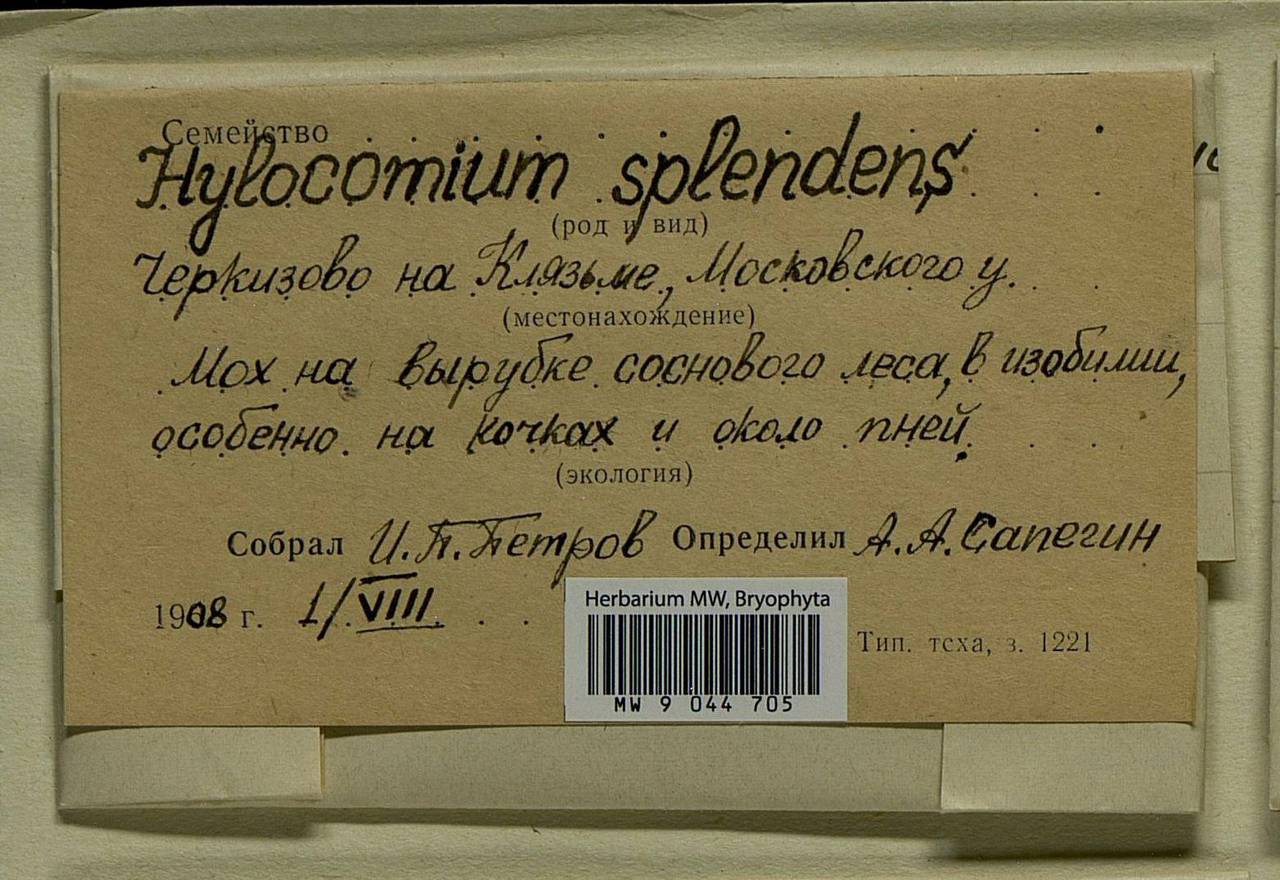 Семейство
Hylocomium splendens
(род и вид)
Черкизово на Клязьме, Московского у.
(местонахождение)
Мох на вырубке соснового леса, в изобилии,
особенно на кочках и около пней.
(экология)
Собрал И. П. Петров Определил А. А. Сапегин
1908 г. 1/VIII
Herbarium MW, Bryophyta
MW 9 044 705
Тип. тсха, з. 1221